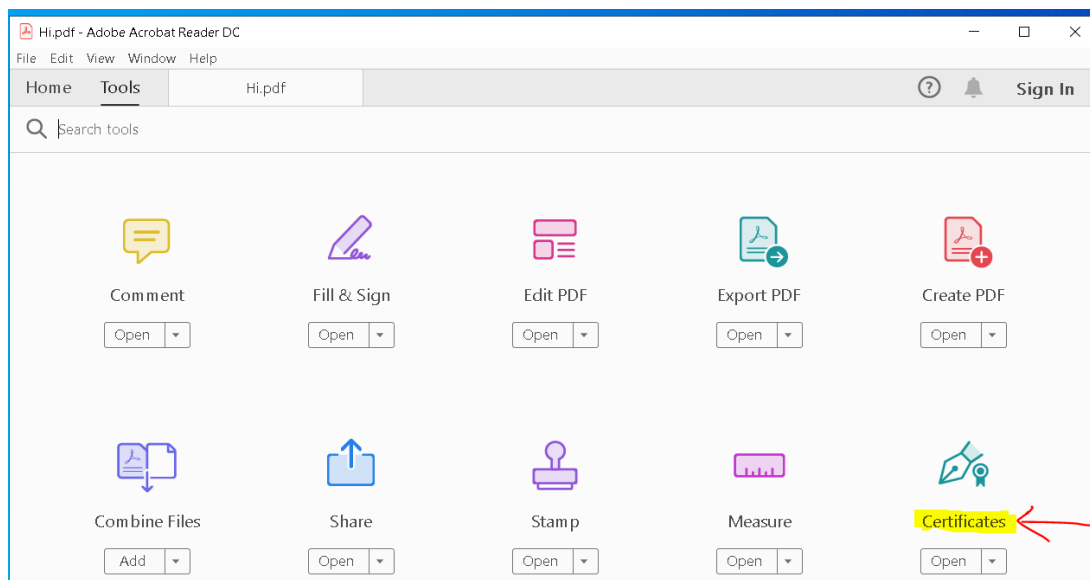 Hi.pdf - Adobe Acrobat Reader DC
File Edit View Window Help
Home Tools Hi.pdf Sign In
Search tools
Comment Fill & Sign Edit PDF Export PDF Create PDF
Open Open Open Open Open
Combine Files Share Stamp Measure Certificates
Add Open Open Open Open